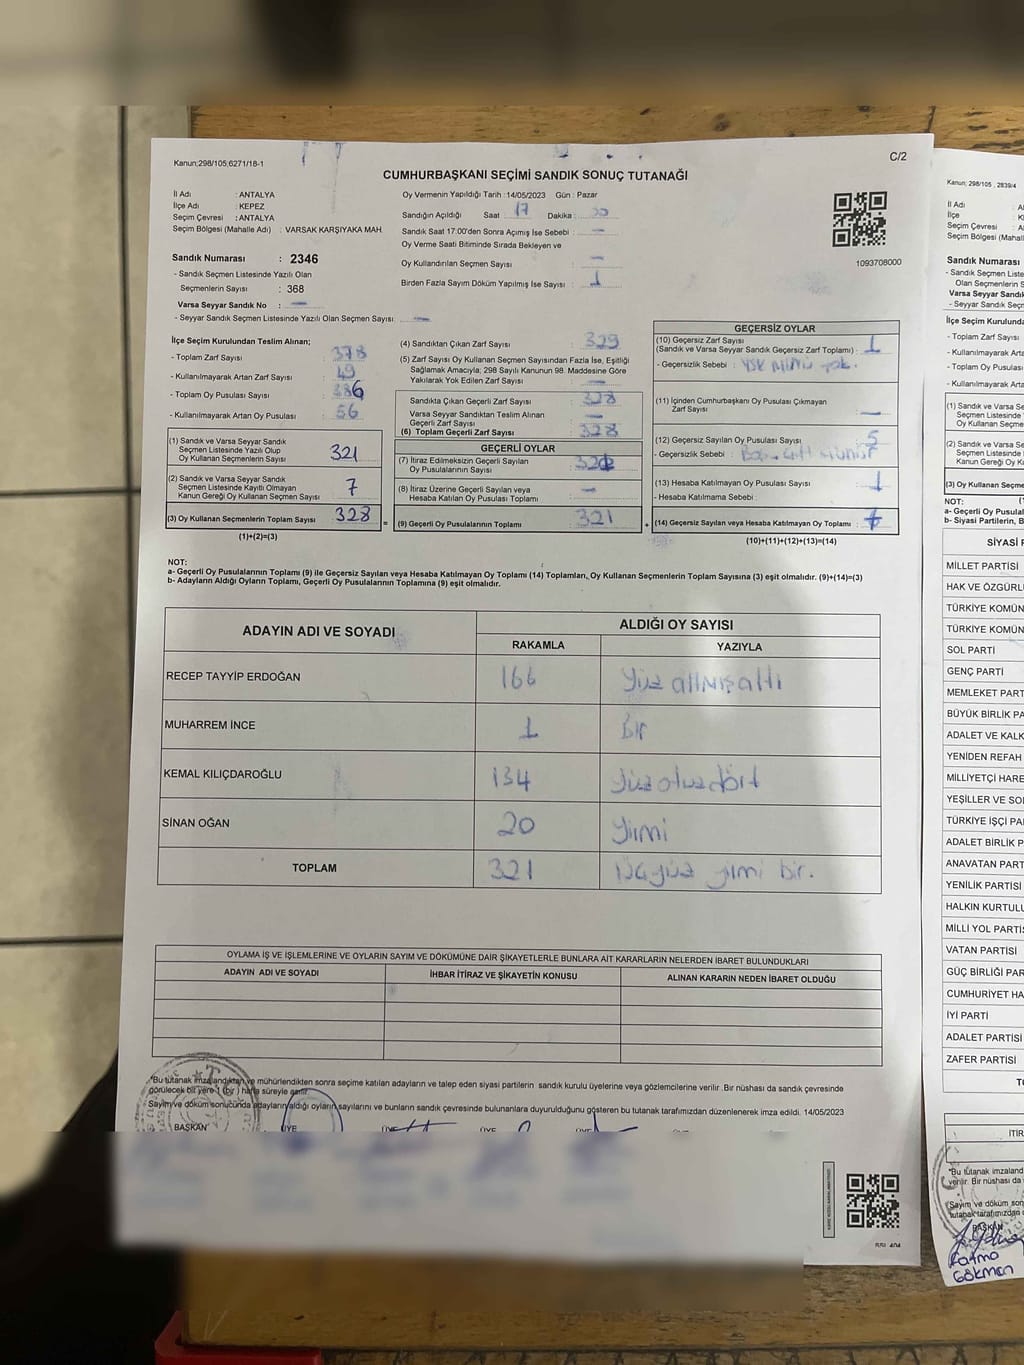 Kanun;298/105;6271/18-1
C/2
CUMHURBAŞKANI SEÇİMİ SANDIK SONUÇ TUTANAĞI
İl Adı : ANTALYA
İlçe Adı : KEPEZ
Seçim Çevresi : ANTALYA
Seçim Bölgesi (Mahalle Adı) : VARSAK KARŞIYAKA MAH.
Sandık Numarası : 2346
- Sandık Seçmen Listesinde Yazılı Olan
Seçmenlerin Sayısı : 368
Varsa Seyyar Sandık No : —
- Seyyar Sandık Seçmen Listesinde Yazılı Olan Seçmen Sayısı: —
Oy Vermenin Yapıldığı Tarih : 14/05/2023 Gün : Pazar
Sandığın Açıldığı Saat : 17 Dakika :
Sandık Saat 17:00'den Sonra Açımış İse Sebebi : —
Oy Verme Saati Bitiminde Sırada Bekleyen ve
Oy Kullandırılan Seçmen Sayısı : —
Birden Fazla Sayım Döküm Yapılmış İse Sayısı : 1
1093708000
İlçe Seçim Kurulundan Teslim Alınan;
- Toplam Zarf Sayısı : 378
- Kullanılmayarak Artan Zarf Sayısı : 49
- Toplam Oy Pusulası Sayısı : 386
- Kullanılmayarak Artan Oy Pusulası : 56
(1) Sandık ve Varsa Seyyar Sandık
Seçmen Listesinde Yazılı Olup
Oy Kullanan Seçmenlerin Sayısı 321
(2) Sandık ve Varsa Seyyar Sandık
Seçmen Listesinde Kayıtlı Olmayan
Kanun Gereği Oy Kullanan Seçmen Sayısı 7
(3) Oy Kullanan Seçmenlerin Toplam Sayısı 328
(1)+(2)=(3)
=
(4) Sandıktan Çıkan Zarf Sayısı : 329
(5) Zarf Sayısı Oy Kullanan Seçmen Sayısından Fazla İse, Eşitliği
Sağlamak Amacıyla, 298 Sayılı Kanunun 98. Maddesine Göre
Yakılarak Yok Edilen Zarf Sayısı : —
Sandıkta Çıkan Geçerli Zarf Sayısı : 328
Varsa Seyyar Sandıktan Teslim Alınan
Geçerli Zarf Sayısı : —
(6) Toplam Geçerli Zarf Sayısı : 328
GEÇERLİ OYLAR
(7) İtiraz Edilmeksizin Geçerli Sayılan
Oy Pusulalarının Sayısı :
(8) İtiraz Üzerine Geçerli Sayılan veya
Hesaba Katılan Oy Pusulası Toplamı : —
(9) Geçerli Oy Pusulalarının Toplamı : 321
+
GEÇERSİZ OYLAR
(10) Geçersiz Zarf Sayısı
(Sandık ve Varsa Seyyar Sandık Geçersiz Zarf Toplamı) : 1
- Geçersizlik Sebebi : YSK mührü yok.
(11) İçinden Cumhurbaşkanı Oy Pusulası Çıkmayan
Zarf Sayısı : —
(12) Geçersiz Sayılan Oy Pusulası Sayısı : 5
- Geçersizlik Sebebi :
(13) Hesaba Katılmayan Oy Pusulası Sayısı : 1
- Hesaba Katılmama Sebebi :
(14) Geçersiz Sayılan veya Hesaba Katılmayan Oy Toplamı :
(10)+(11)+(12)+(13)=(14)
NOT:
a- Geçerli Oy Pusulalarının Toplamı (9) ile Geçersiz Sayılan veya Hesaba Katılmayan Oy Toplamı (14) Toplamları, Oy Kullanan Seçmenlerin Toplam Sayısına (3) eşit olmalıdır. (9)+(14)=(3)
b- Adayların Aldığı Oyların Toplamı, Geçerli Oy Pusulalarının Toplamına (9) eşit olmalıdır.
ADAYIN ADI VE SOYADI ALDIĞI OY SAYISI
RAKAMLA YAZIYLA
RECEP TAYYİP ERDOĞAN 166 Yüz altmış altı
MUHARREM İNCE 1 Bir
KEMAL KILIÇDAROĞLU 134 Yüz otuz dört
SİNAN OĞAN 20 Yirmi
TOPLAM 321 Üçyüz yirmi bir.
OYLAMA İŞ VE İŞLEMLERİNE VE OYLARIN SAYIM VE DÖKÜMÜNE DAİR ŞİKAYETLERLE BUNLARA AİT KARARLARIN NELERDEN İBARET BULUNDUKLARI
ADAYIN ADI VE SOYADI İHBAR İTİRAZ VE ŞİKAYETİN KONUSU ALINAN KARARIN NEDEN İBARET OLDUĞU
*Bu tutanak imzalandıktan ve mühürlendikten sonra seçime katılan adayların ve talep eden siyasi partilerin sandık kurulu üyelerine veya gözlemcilerine verilir. Bir nüshası da sandık çevresinde
görülecek bir yere 1 (bir) hafta süreyle asılır.
Sayım ve döküm sonucunda adayların aldığı oyların sayılarını ve bunların sandık çevresinde bulunanlara duyurulduğunu gösteren bu tutanak tarafımızdan düzenlenerek imza edildi. 14/05/2023
BAŞKAN ÜYE ÜYE ÜYE ÜYE
Kanun; 298/105 , 2839/4
İl Adı : A
İlçe
Seçim Çevresi : A
Seçim Bölgesi (M
Sandık Numarası
- Sandık Seçmen Lis
Olan Seçmenlerin S
Varsa Seyyar Sandı
- Seyyar Sandık Seç
İlçe Seçim Kurulund
- Toplam Zarf Sayısı
- Kullanılmayarak Artan
- Toplam Oy Pusulası
- Kullanılmayarak Artan
(1) Sandık ve Varsa Sey
Seçmen Listesinde Ya
Oy Kullanan Seçmenl
(2) Sandık ve Varsa Sey
Seçmen Listesinde Ka
Kanun Gereği Oy Kull
(3) Oy Kullanan Seçmen
NOT:
a- Geçerli Oy Pusulal
b- Siyasi Partilerin, B
SİYASİ P
MİLLET PARTİSİ
HAK VE ÖZGÜRLÜ
TÜRKİYE KOMÜN
TÜRKİYE KOMÜN
SOL PARTİ
GENÇ PARTİ
MEMLEKET PART
BÜYÜK BİRLİK PA
ADALET VE KALK
YENİDEN REFAH
MİLLİYETÇİ HARE
YEŞİLLER VE SO
TÜRKİYE İŞÇİ PA
ADALET BİRLİK P
ANAVATAN PART
YENİLİK PARTİSİ
HALKIN KURTULU
MİLLİ YOL PARTİS
VATAN PARTİSİ
GÜÇ BİRLİĞİ PAR
CUMHURİYET HA
İYİ PARTİ
ADALET PARTİSİ
ZAFER PARTİSİ
İTİR
*Bu tutanak imzaland
verilir. Bir nüshası da
Sayım ve döküm son
tutanak tarafımızdan
BAŞKAN
Fatma
Gökmen